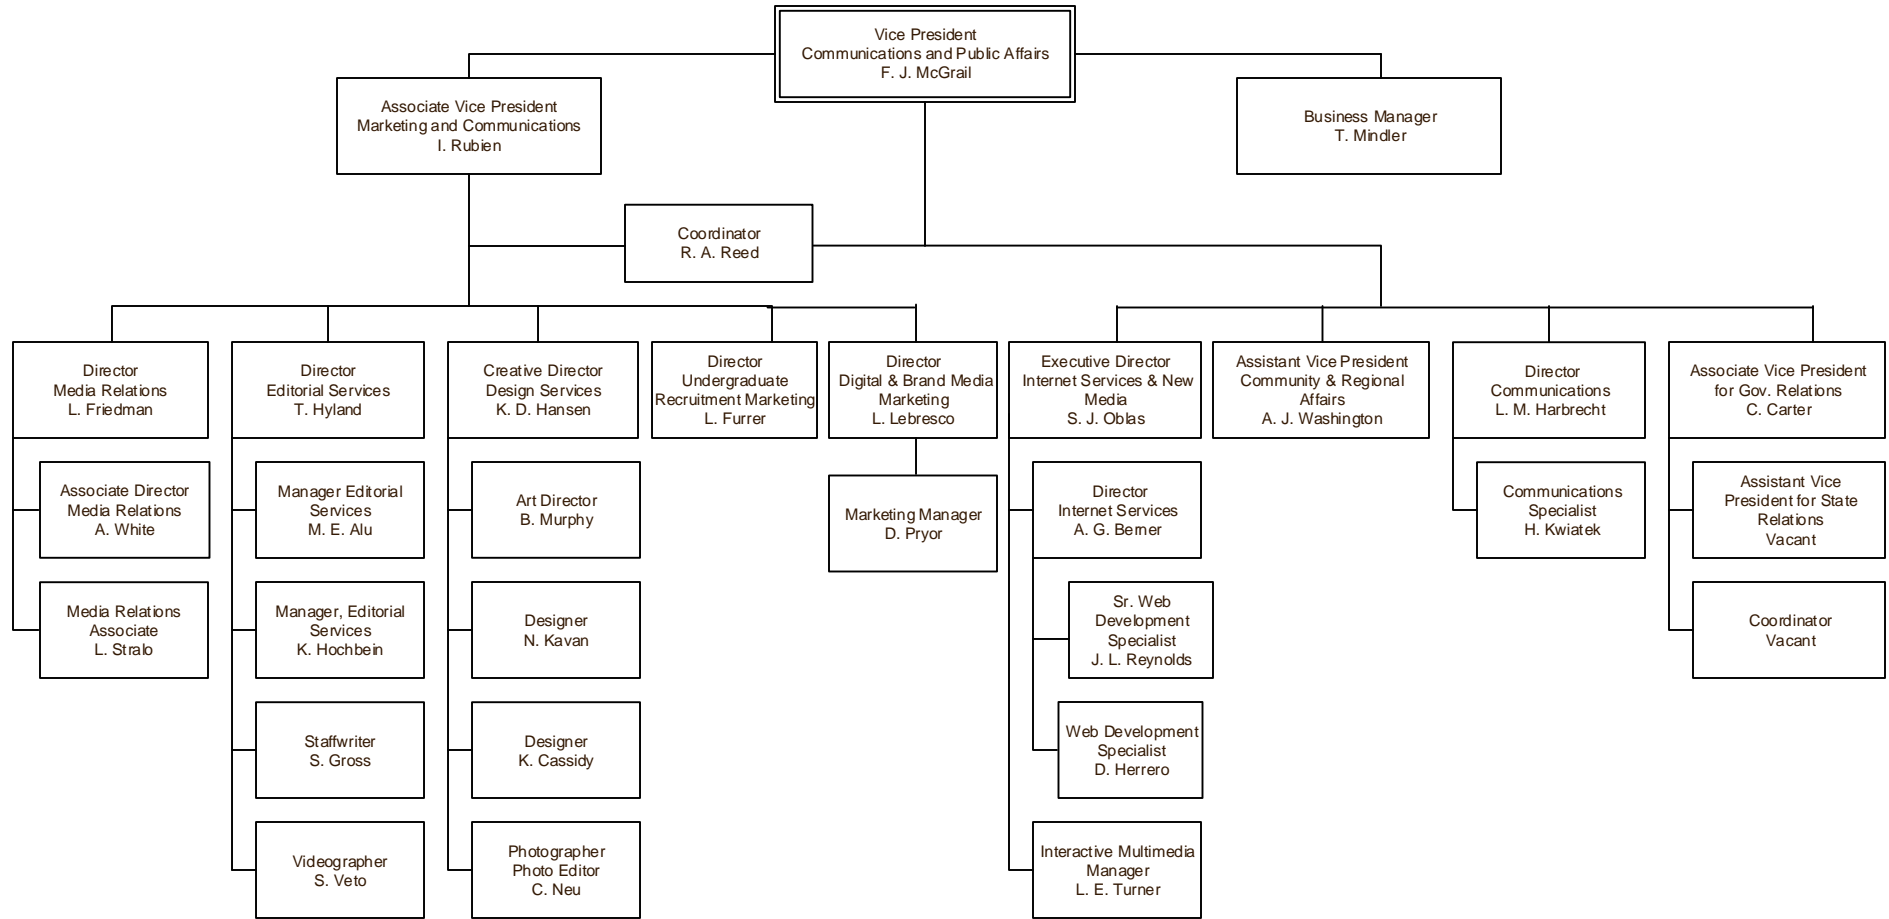 Vice President
Communications and Public Affairs
F. J. McGrail
Associate Vice President
Marketing and Communications
I. Rubien
Business Manager
T. Mindler
Coordinator
R. A. Reed
Director
Media Relations
L. Friedman
Director
Editorial Services
T. Hyland
Creative Director
Design Services
K. D. Hansen
Director
Undergraduate
Recruitment Marketing
L. Furrer
Director
Digital & Brand Media
Marketing
L. Lebresco
Executive Director
Internet Services & New
Media
S. J. Oblas
Assistant Vice President
Community & Regional
Affairs
A. J. Washington
Director
Communications
L. M. Harbrecht
Associate Vice President
for Gov. Relations
C. Carter
Associate Director
Media Relations
A. White
Manager Editorial
Services
M. E. Alu
Art Director
B. Murphy
Marketing Manager
D. Pryor
Director
Internet Services
A. G. Berner
Communications
Specialist
H. Kwiatek
Assistant Vice
President for State
Relations
Vacant
Media Relations
Associate
L. Stralo
Manager, Editorial
Services
K. Hochbein
Designer
N. Kavan
Sr. Web
Development
Specialist
J. L. Reynolds
Coordinator
Vacant
Staffwriter
S. Gross
Designer
K. Cassidy
Web Development
Specialist
D. Herrero
Videographer
S. Veto
Photographer
Photo Editor
C. Neu
Interactive Multimedia
Manager
L. E. Turner